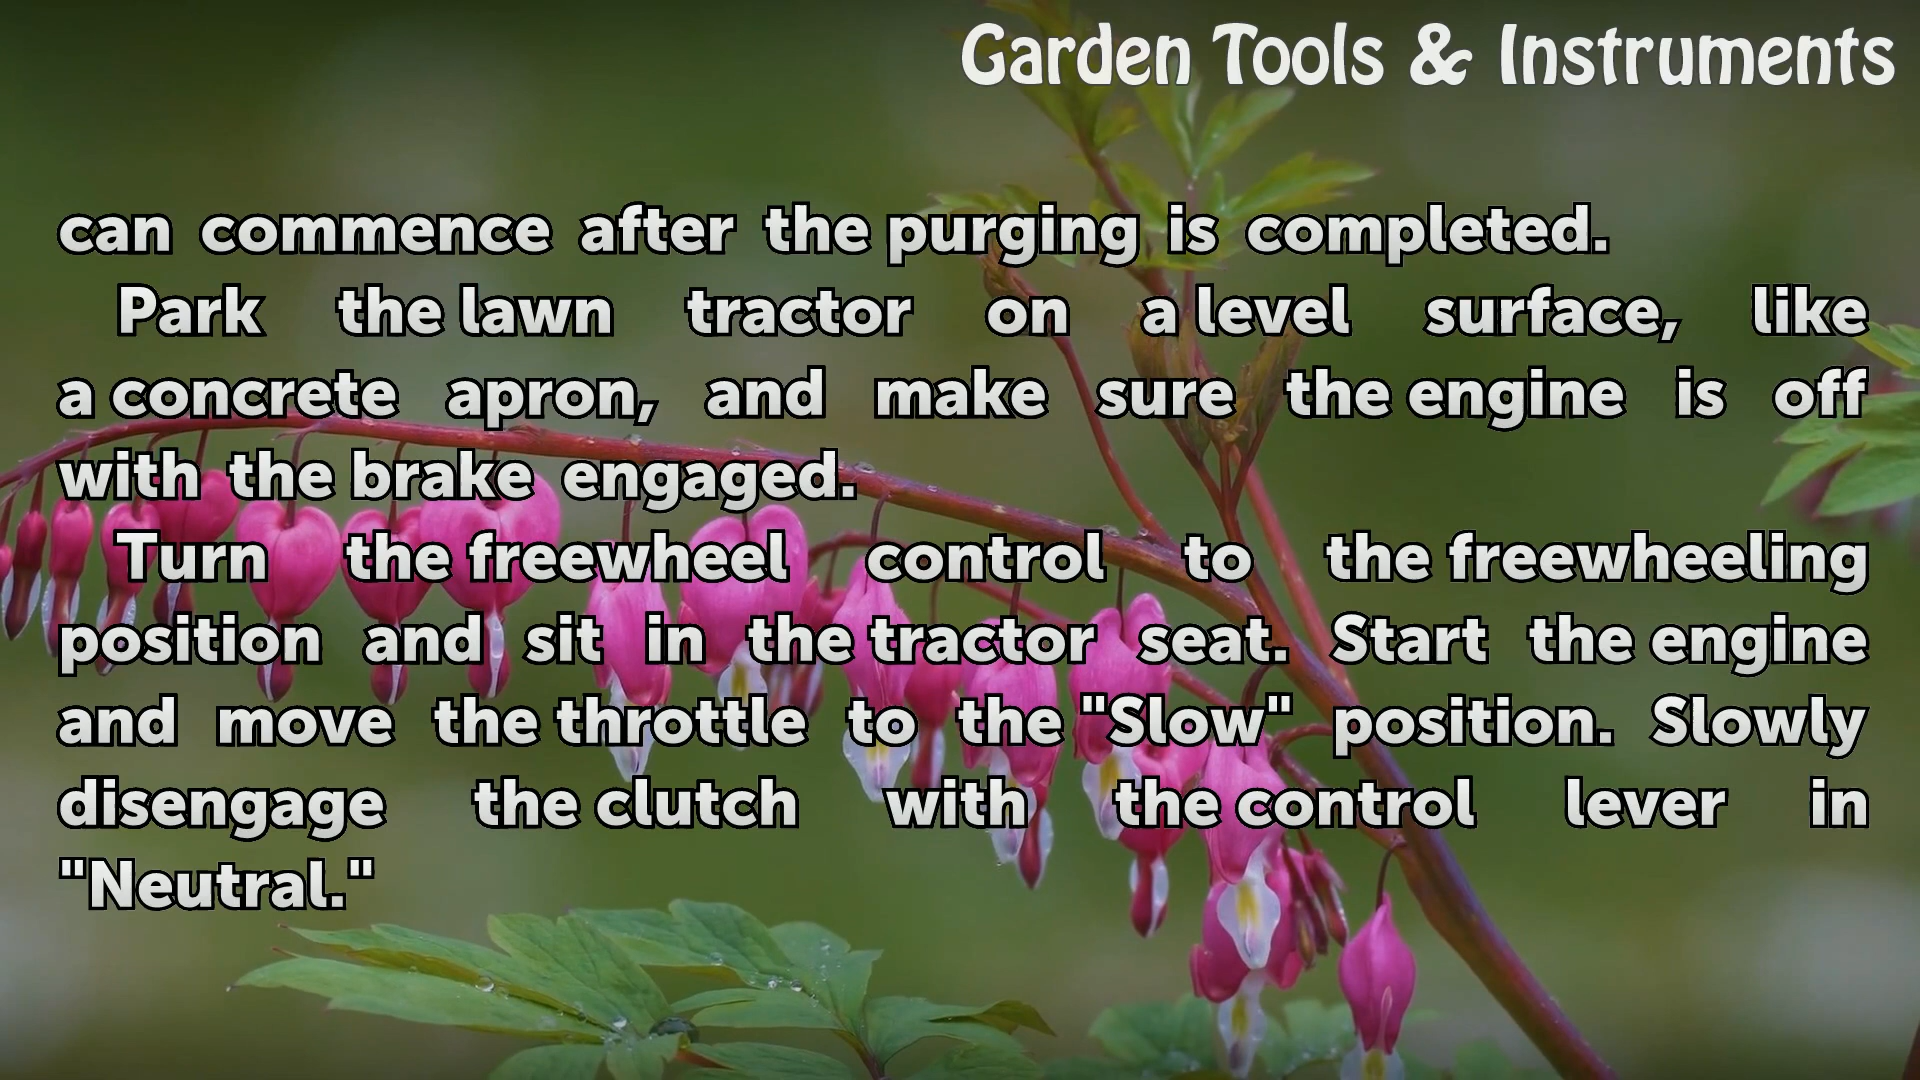 Garden Tools & Instruments
can commence after the purging is completed.
Park the lawn tractor on a level surface, like
a concrete apron, and make sure the engine is off
with the brake engaged.
Turn the freewheel control to the freewheeling
position and sit in the tractor seat. Start the engine
and move the throttle to the "Slow" position. Slowly
disengage the clutch with the control lever in
"Neutral."